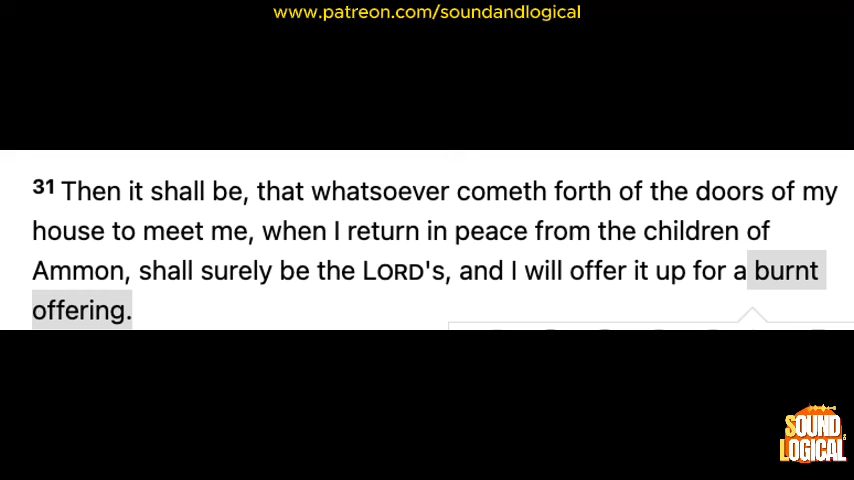 www.patreon.com/soundandlogical
31 Then it shall be, that whatsoever cometh forth of the doors of my
house to meet me, when I return in peace from the children of
Ammon, shall surely be the LORD's, and I will offer it up for a burnt
offering.
SOUND &
LOGICAL